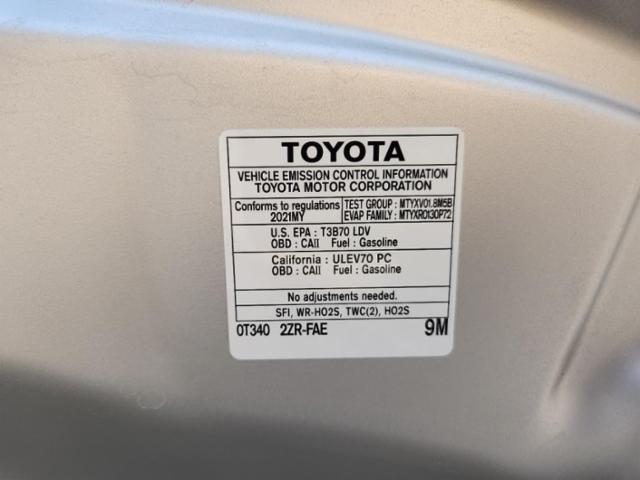 TOYOTA
VEHICLE EMISSION CONTROL INFORMATION
TOYOTA MOTOR CORPORATION
Conforms to regulations
2021MY
TEST GROUP : MTYXV01.8M5B
EVAP FAMILY : MTYXR0130P72
U.S. EPA : T3B70 LDV
OBD : CAII Fuel : Gasoline
California : ULEV70 PC
OBD : CAII Fuel : Gasoline
No adjustments needed.
SFI, WR-HO2S, TWC(2), HO2S
0T340 2ZR-FAE 9M